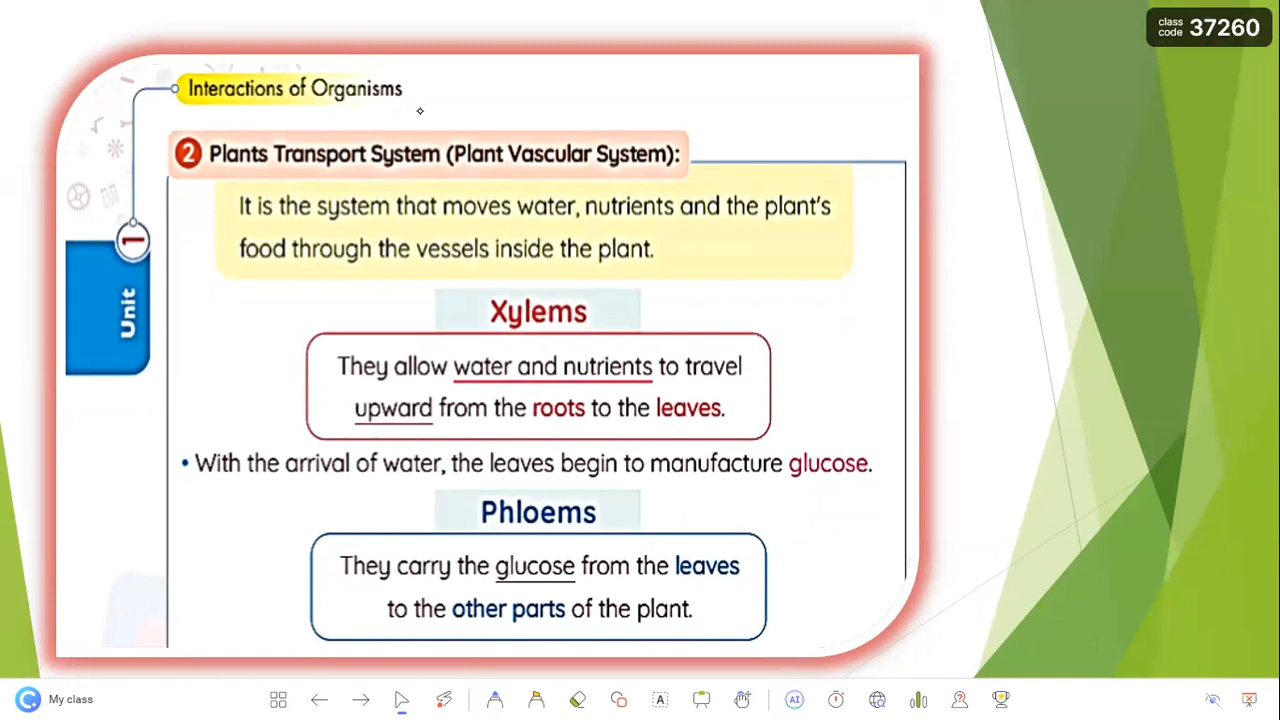 class code 37260
Interactions of Organisms
2 Plants Transport System (Plant Vascular System):
It is the system that moves water, nutrients and the plant's
food through the vessels inside the plant.
1
Unit
Xylems
They allow water and nutrients to travel
upward from the roots to the leaves.
• With the arrival of water, the leaves begin to manufacture glucose.
Phloems
They carry the glucose from the leaves
to the other parts of the plant.
My class
A
AI